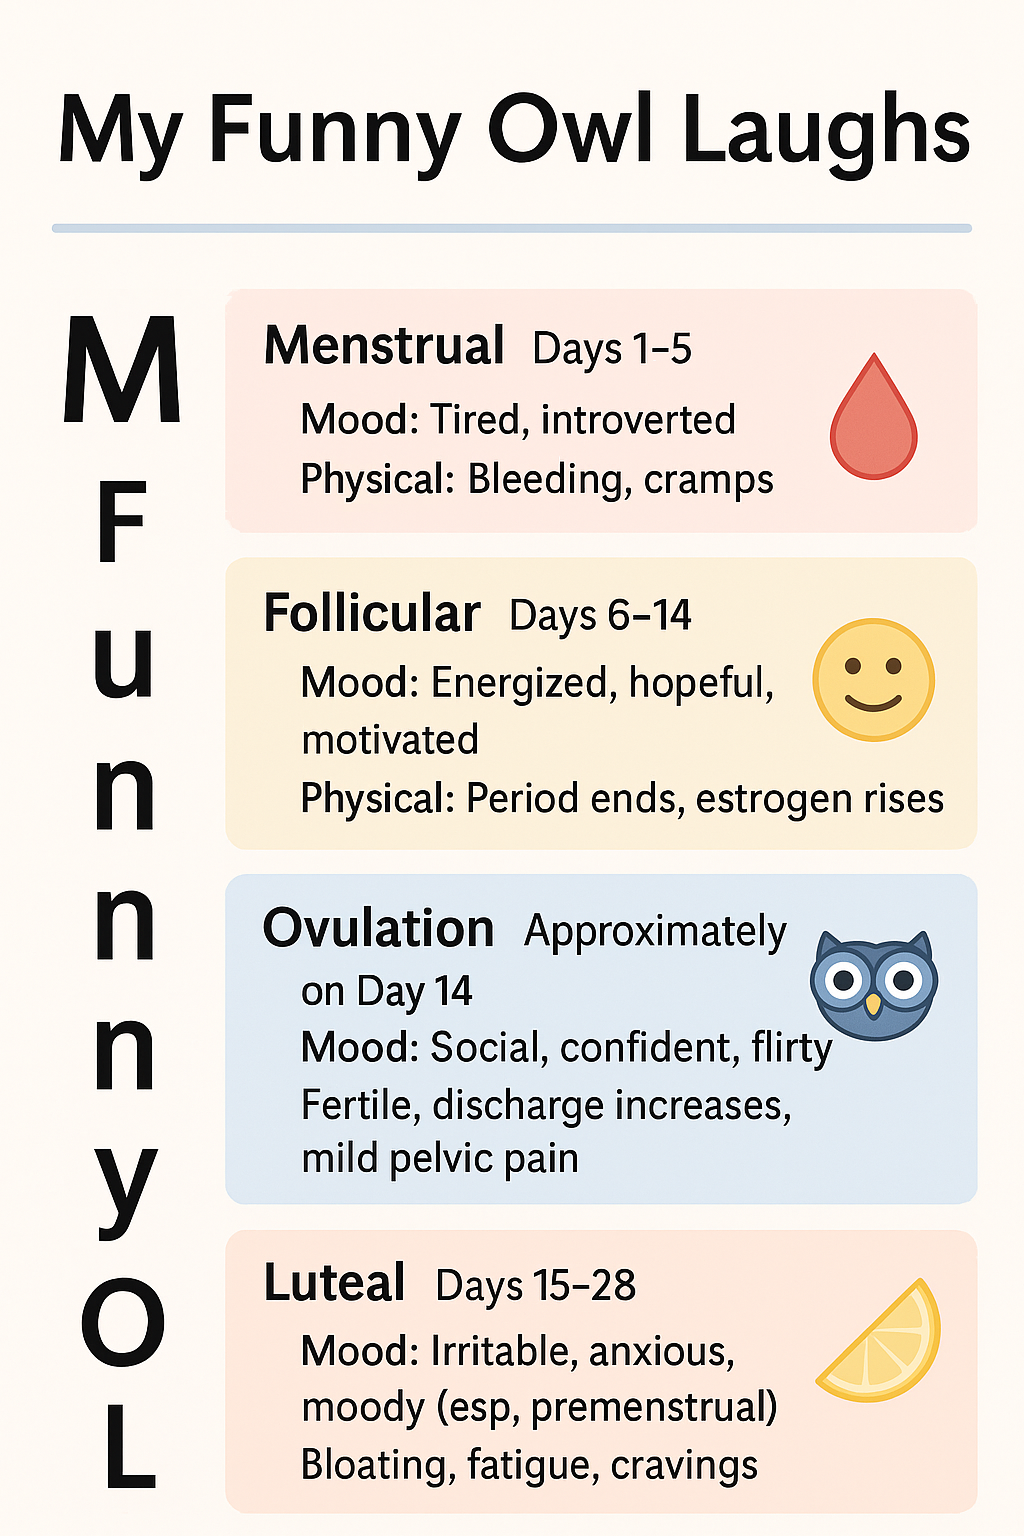 My Funny Owl Laughs
M
F
u
n
n
n
y
O
L
Menstrual Days 1–5
Mood: Tired, introverted
Physical: Bleeding, cramps
Follicular Days 6–14
Mood: Energized, hopeful,
motivated
Physical: Period ends, estrogen rises
Ovulation Approximately
on Day 14
Mood: Social, confident, flirty
Fertile, discharge increases,
mild pelvic pain
Luteal Days 15–28
Mood: Irritable, anxious,
moody (esp, premenstrual)
Bloating, fatigue, cravings